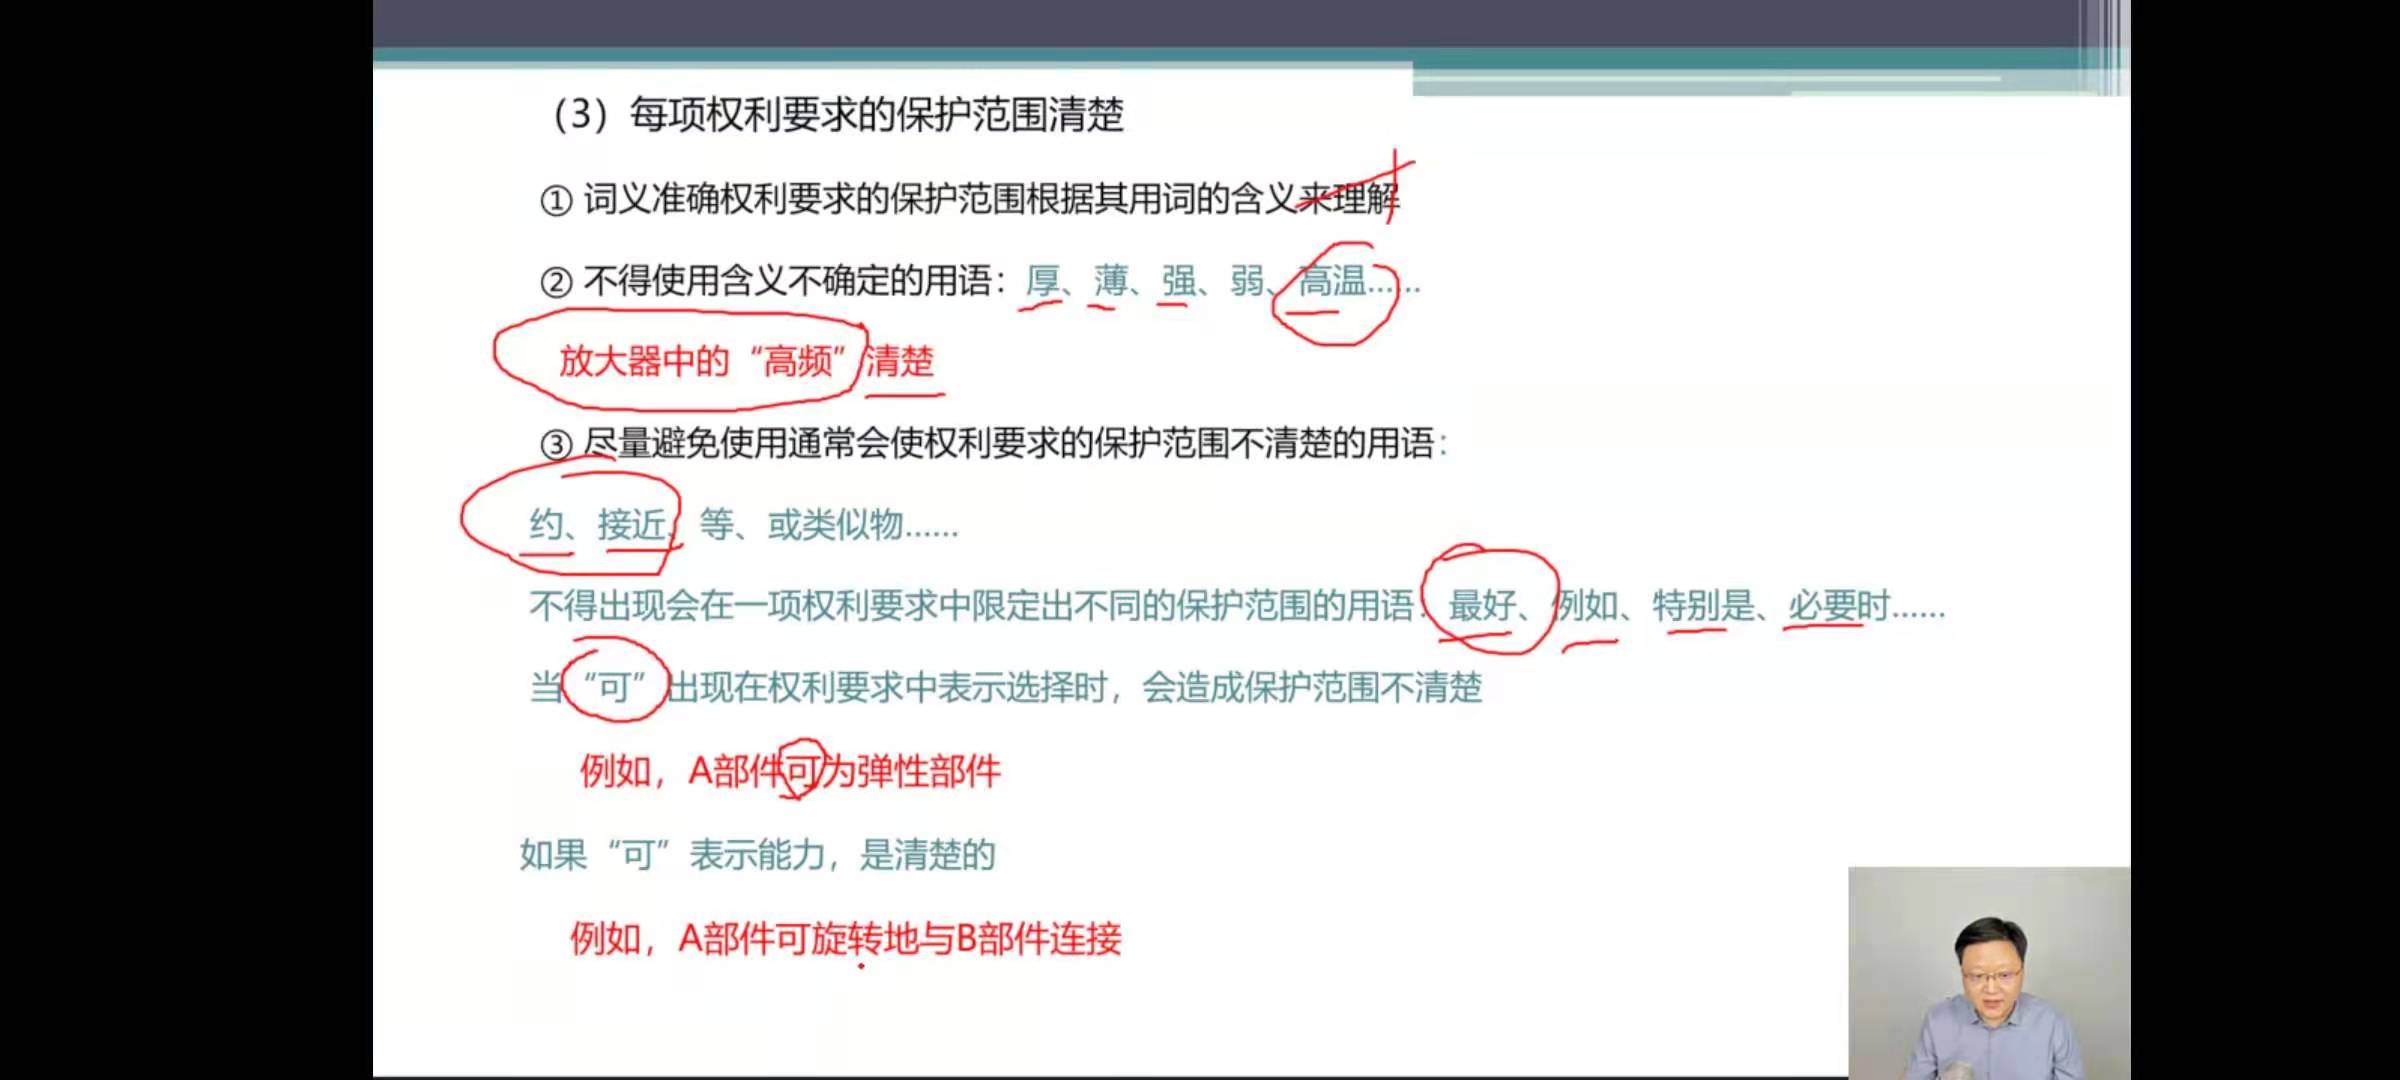 （3）每项权利要求的保护范围清楚
① 词义准确权利要求的保护范围根据其用词的含义来理解
② 不得使用含义不确定的用语：厚、薄、强、弱、高温……
放大器中的“高频”清楚
③ 尽量避免使用通常会使权利要求的保护范围不清楚的用语：
约、接近、等、或类似物……
不得出现会在一项权利要求中限定出不同的保护范围的用语：最好、例如、特别是、必要时……
当“可”出现在权利要求中表示选择时，会造成保护范围不清楚
例如，A部件可为弹性部件
如果“可”表示能力，是清楚的
例如，A部件可旋转地与B部件连接